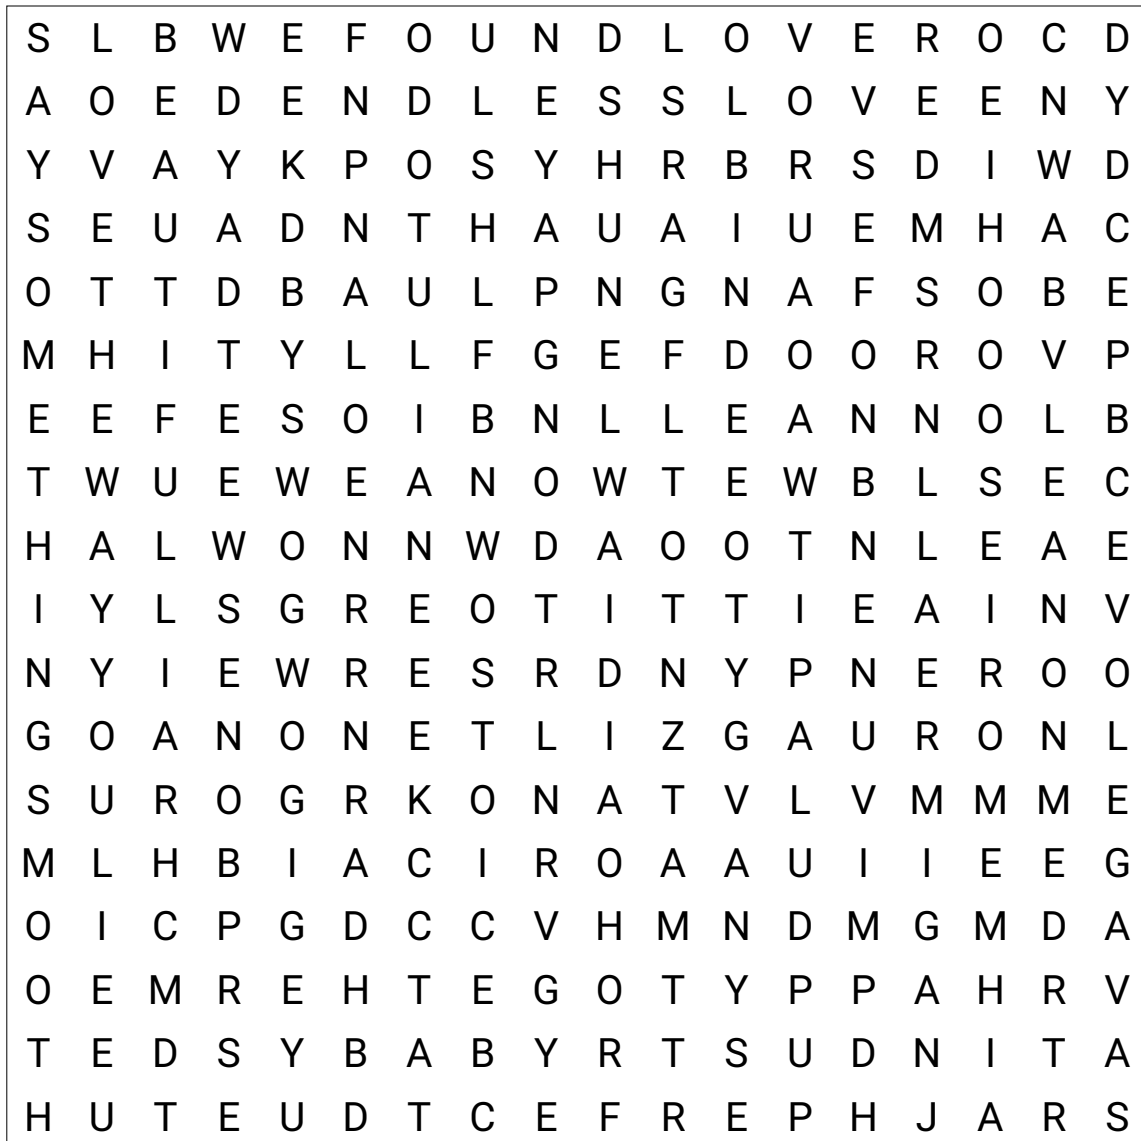 S L B W E F O U N D L O V E R O C D
A O E D E N D L E S S L O V E E N Y
Y V A Y K P O S Y H R B R S D I W D
S E U A D N T H A U A I U E M H A C
O T T D B A U L P N G N A F S O B E
M H I T Y L L F G E F D O O R O V P
E E F E S O I B N L L E A N N O L B
T W U E W E A N O W T E W B L S E C
H A L W O N N W D A O O T N L E A E
I Y L S G R E O T I T T I E A I N V
N Y I E W R E S R D N Y P N E R O O
G O A N O N E T L I Z G A U R O N L
S U R O G R K O N A T V L V M M M E
M L H B I A C I R O A A U I I E E G
O I C P G D C C V H M N D M G M D A
O E M R E H T E G O T Y P P A H R V
T E D S Y B A B Y R T S U D N I T A
H U T E U D T C E F R E P H J A R S